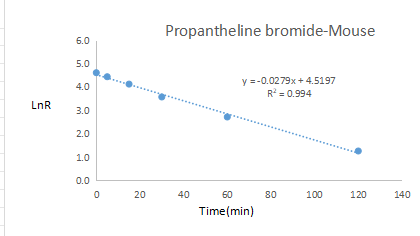 Propantheline bromide-Mouse
6.0
5.0
4.0
3.0
2.0
1.0
0.0
LnR
y = -0.0279x + 4.5197
R² = 0.994
0 20 40 60 80 100 120 140
Time(min)